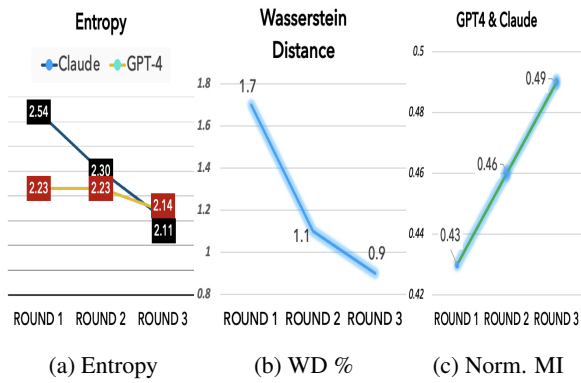 Entropy
Claude GPT-4
2.54
2.30
2.23
2.23
2.14
2.11
ROUND 1 ROUND 2 ROUND 3
(a) Entropy
Wasserstein
Distance
1.8
1.7
1.6
1.4
1.2
1.1
1
0.9
0.8
ROUND 1 ROUND 2 ROUND 3
(b) WD %
GPT4 & Claude
0.5
0.49
0.48
0.46
0.46
0.44
0.43
0.42
ROUND 1 ROUND 2 ROUND 3
(c) Norm. MI